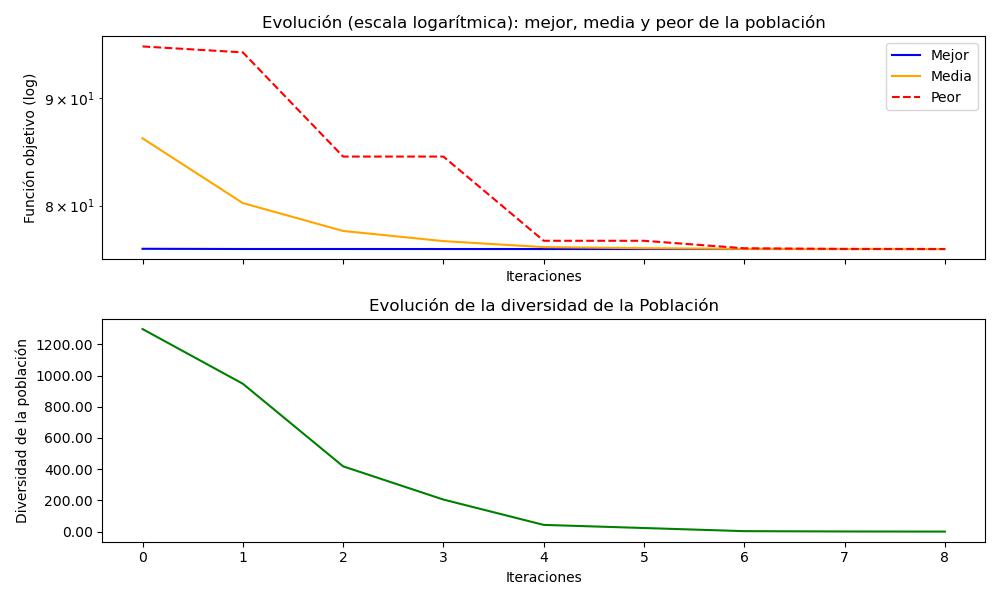 Evolución (escala logarítmica): mejor, media y peor de la población
Función objetivo (log)
9 × 10¹
8 × 10¹
Mejor
Media
Peor
Iteraciones
Evolución de la diversidad de la Población
Diversidad de la población
1200.00
1000.00
800.00
600.00
400.00
200.00
0.00
0 1 2 3 4 5 6 7 8
Iteraciones